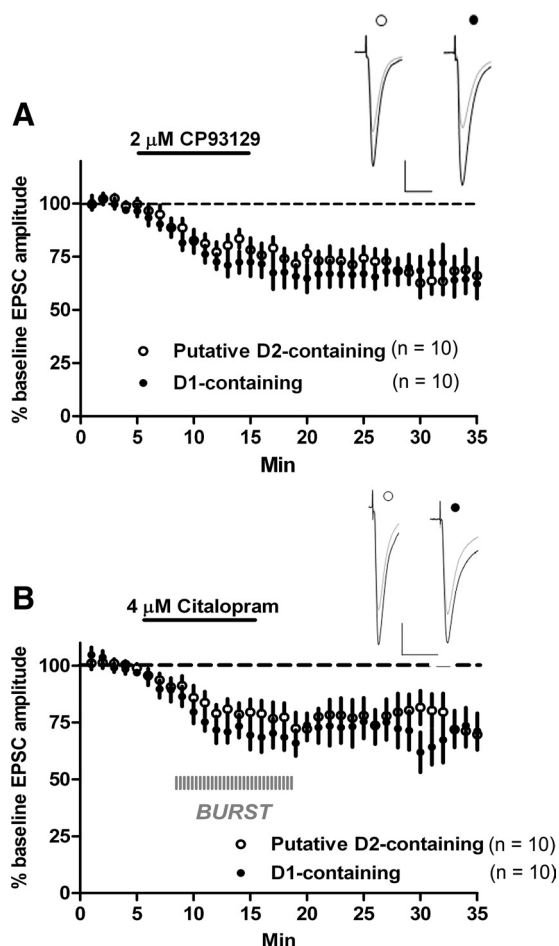 A
2 μM CP93129
% baseline EPSC amplitude
100
75
50
25
0
Putative D2-containing (n = 10)
D1-containing (n = 10)
0 5 10 15 20 25 30 35
Min
B
4 μM Citalopram
% baseline EPSC amplitude
100
75
50
25
0
BURST
Putative D2-containing (n = 10)
D1-containing (n = 10)
0 5 10 15 20 25 30 35
Min